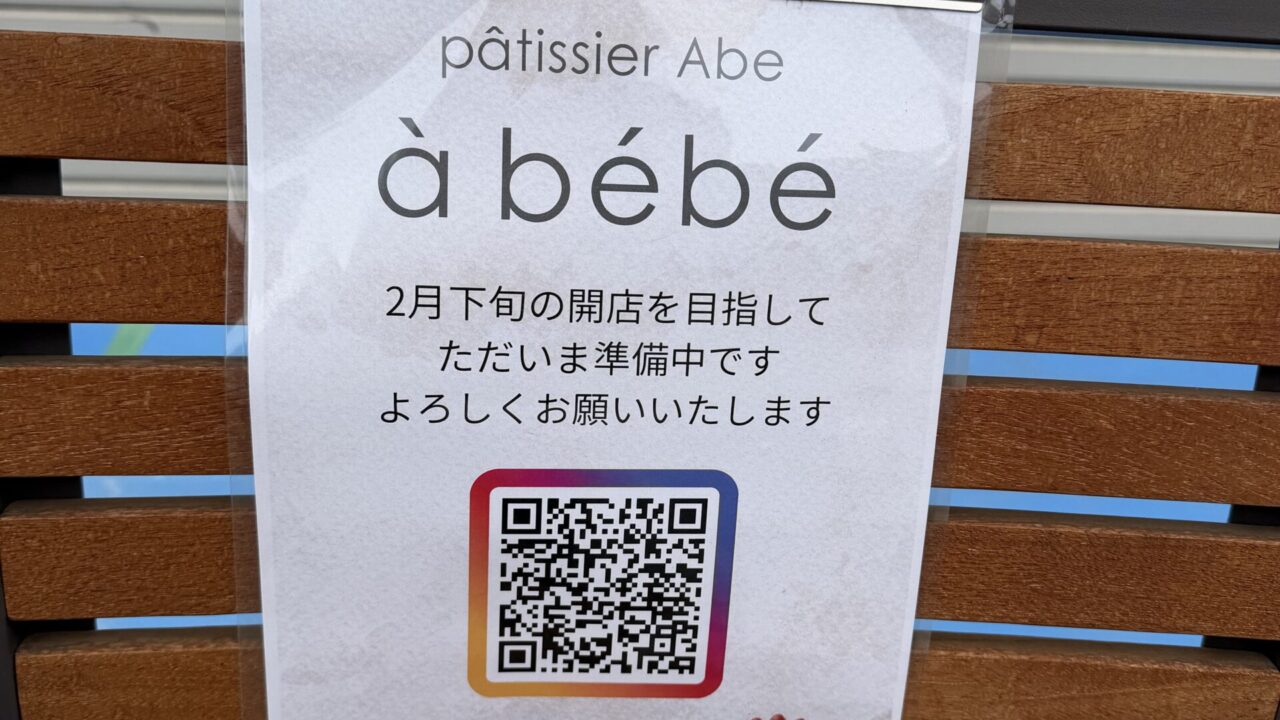 pâtissier Abe
à bébé
2月下旬の開店を目指して
ただいま準備中です
よろしくお願いいたします